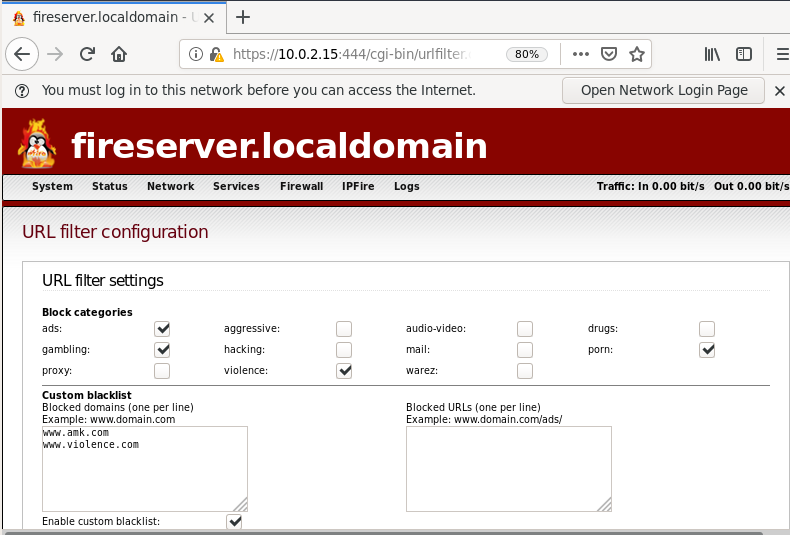 fireserver.localdomain - U
https://10.0.2.15:444/cgi-bin/urlfilter.c
80%
You must log in to this network before you can access the Internet.
Open Network Login Page
fireserver.localdomain
System Status Network Services Firewall IPFire Logs Traffic: In 0.00 bit/s Out 0.00 bit/s
URL filter configuration
URL filter settings
Block categories
ads: aggressive: audio-video: drugs:
gambling: hacking: mail: porn:
proxy: violence: warez:
Custom blacklist
Blocked domains (one per line) Blocked URLs (one per line)
Example: www.domain.com Example: www.domain.com/ads/
www.amk.com
www.violence.com
Enable custom blacklist: